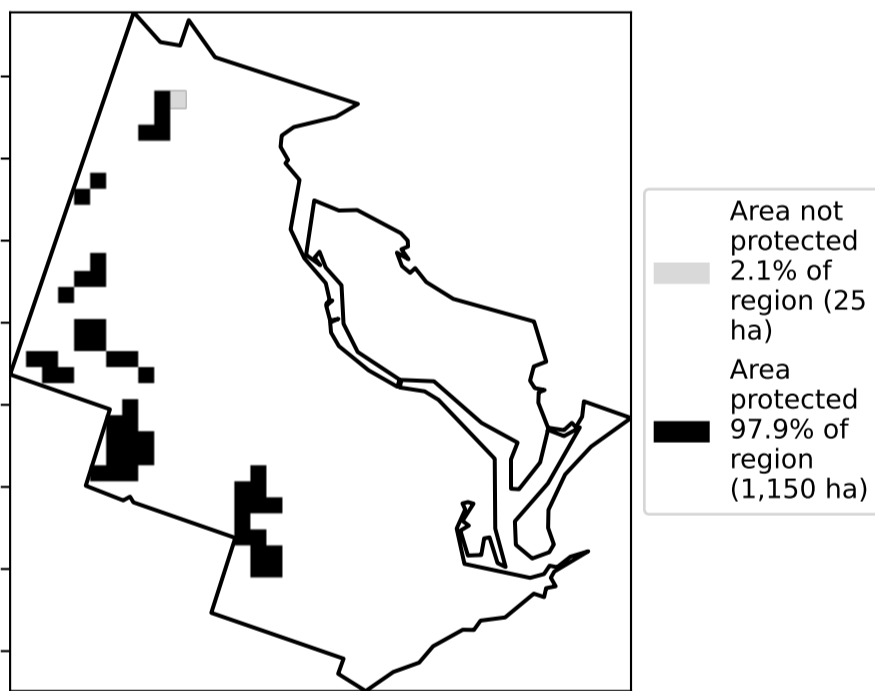 Area not
protected
2.1% of
region (25
ha)
Area
protected
97.9% of
region
(1,150 ha)